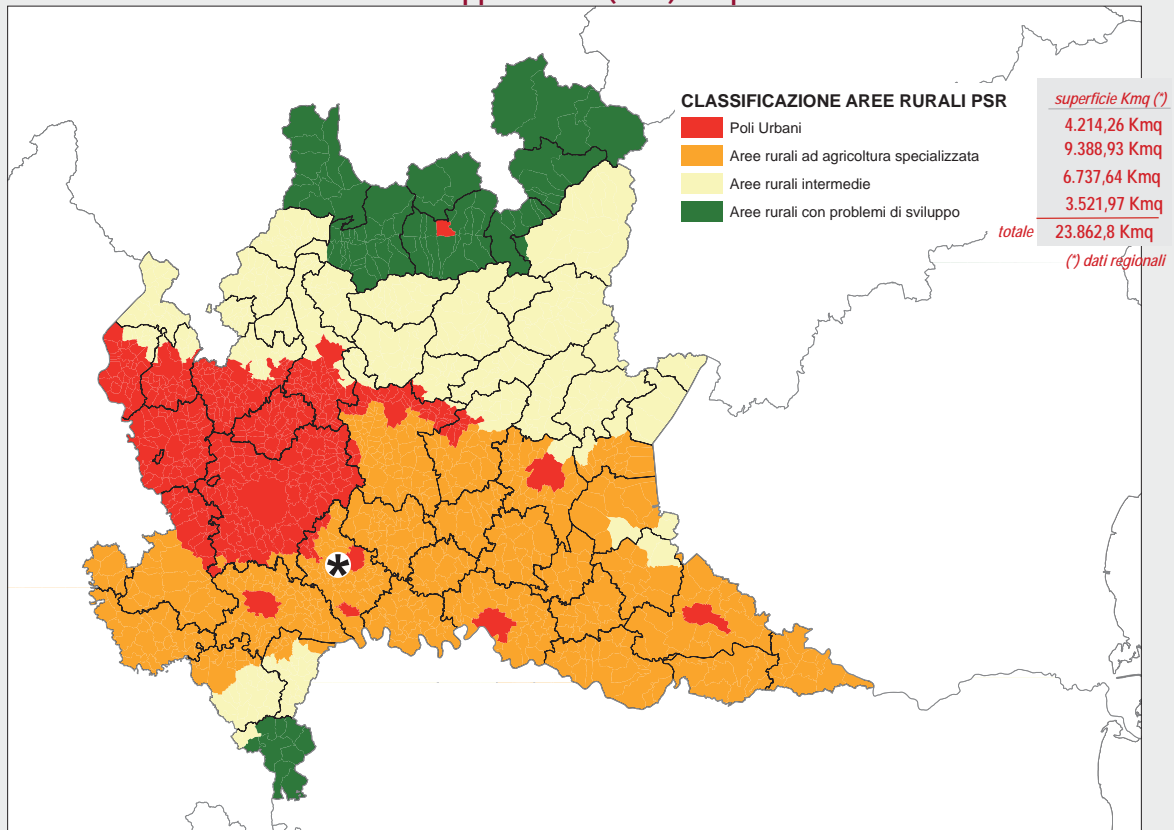 CLASSIFICAZIONE AREE RURALI PSR
superficie Kmq (*)
Poli Urbani
4.214,26 Kmq
Aree rurali ad agricoltura specializzata
9.388,93 Kmq
Aree rurali intermedie
6.737,64 Kmq
Aree rurali con problemi di sviluppo
3.521,97 Kmq
totale 23.862,8 Kmq
(*) dati regionali
*